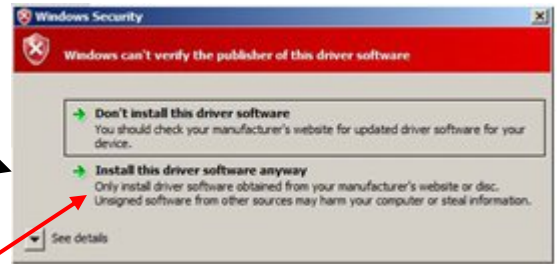 Windows Security
Windows can't verify the publisher of this driver software
Don't install this driver software
You should check your manufacturer's website for updated driver software for your
device.
Install this driver software anyway
Only install driver software obtained from your manufacturer's website or disc.
Unsigned software from other sources may harm your computer or steal information.
See details